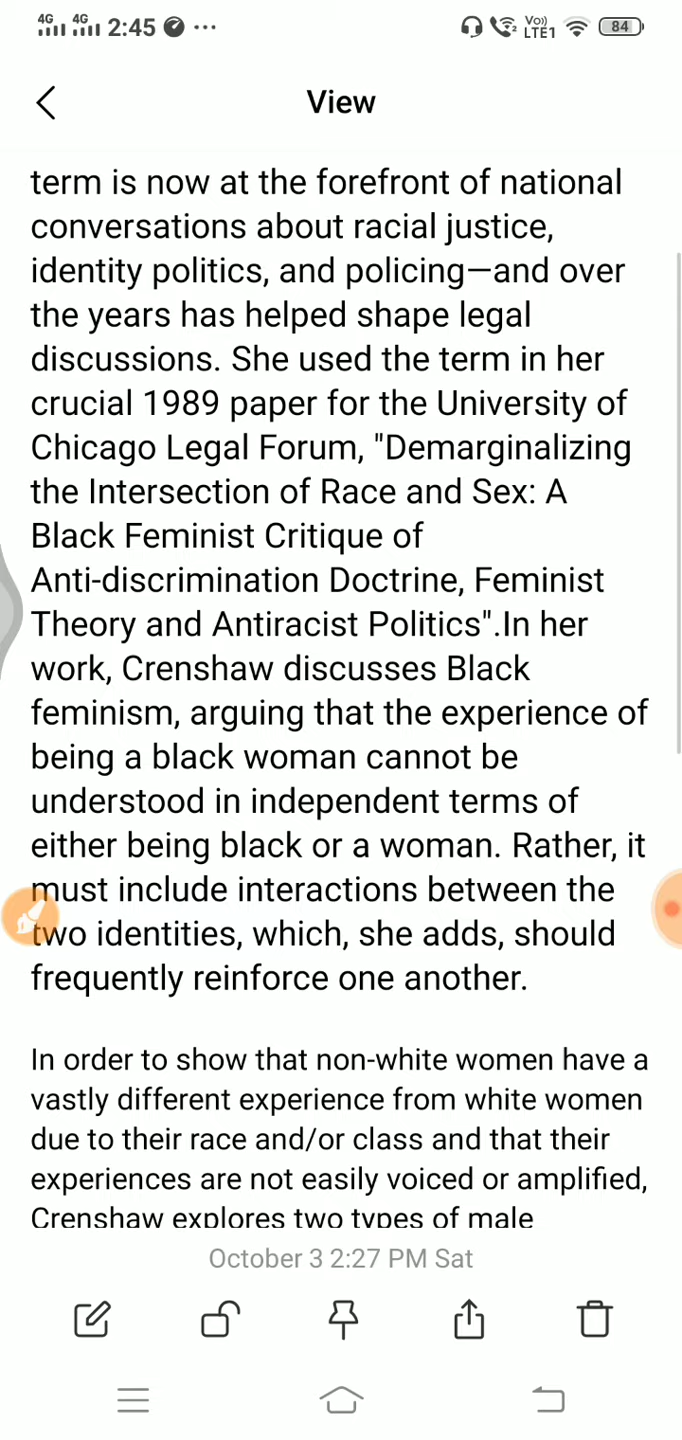 4G 4G 2:45 ... Vo)) LTE1 84
View
term is now at the forefront of national
conversations about racial justice,
identity politics, and policing—and over
the years has helped shape legal
discussions. She used the term in her
crucial 1989 paper for the University of
Chicago Legal Forum, "Demarginalizing
the Intersection of Race and Sex: A
Black Feminist Critique of
Anti-discrimination Doctrine, Feminist
Theory and Antiracist Politics".In her
work, Crenshaw discusses Black
feminism, arguing that the experience of
being a black woman cannot be
understood in independent terms of
either being black or a woman. Rather, it
must include interactions between the
two identities, which, she adds, should
frequently reinforce one another.
In order to show that non-white women have a
vastly different experience from white women
due to their race and/or class and that their
experiences are not easily voiced or amplified,
Crenshaw explores two types of male
October 3 2:27 PM Sat